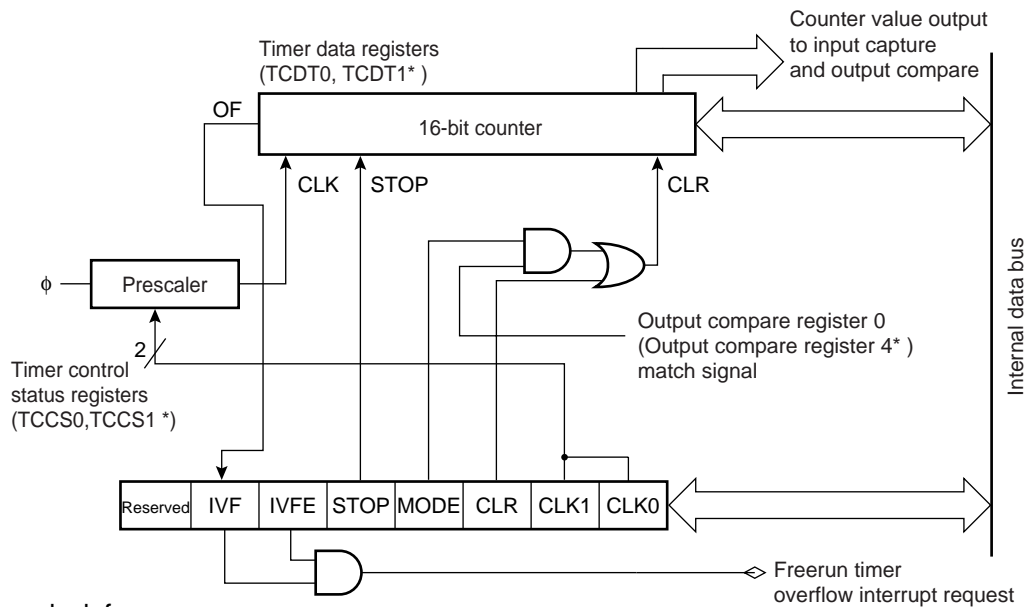 Counter value output
to input capture
and output compare
Timer data registers
(TCDT0, TCDT1* )
OF
16-bit counter
CLK
STOP
CLR
φ
Prescaler
Output compare register 0
(Output compare register 4* )
match signal
Internal data bus
2
Timer control
status registers
(TCCS0,TCCS1 *)
Reserved IVF IVFE STOP MODE CLR CLK1 CLK0
Freerun timer
overflow interrupt request